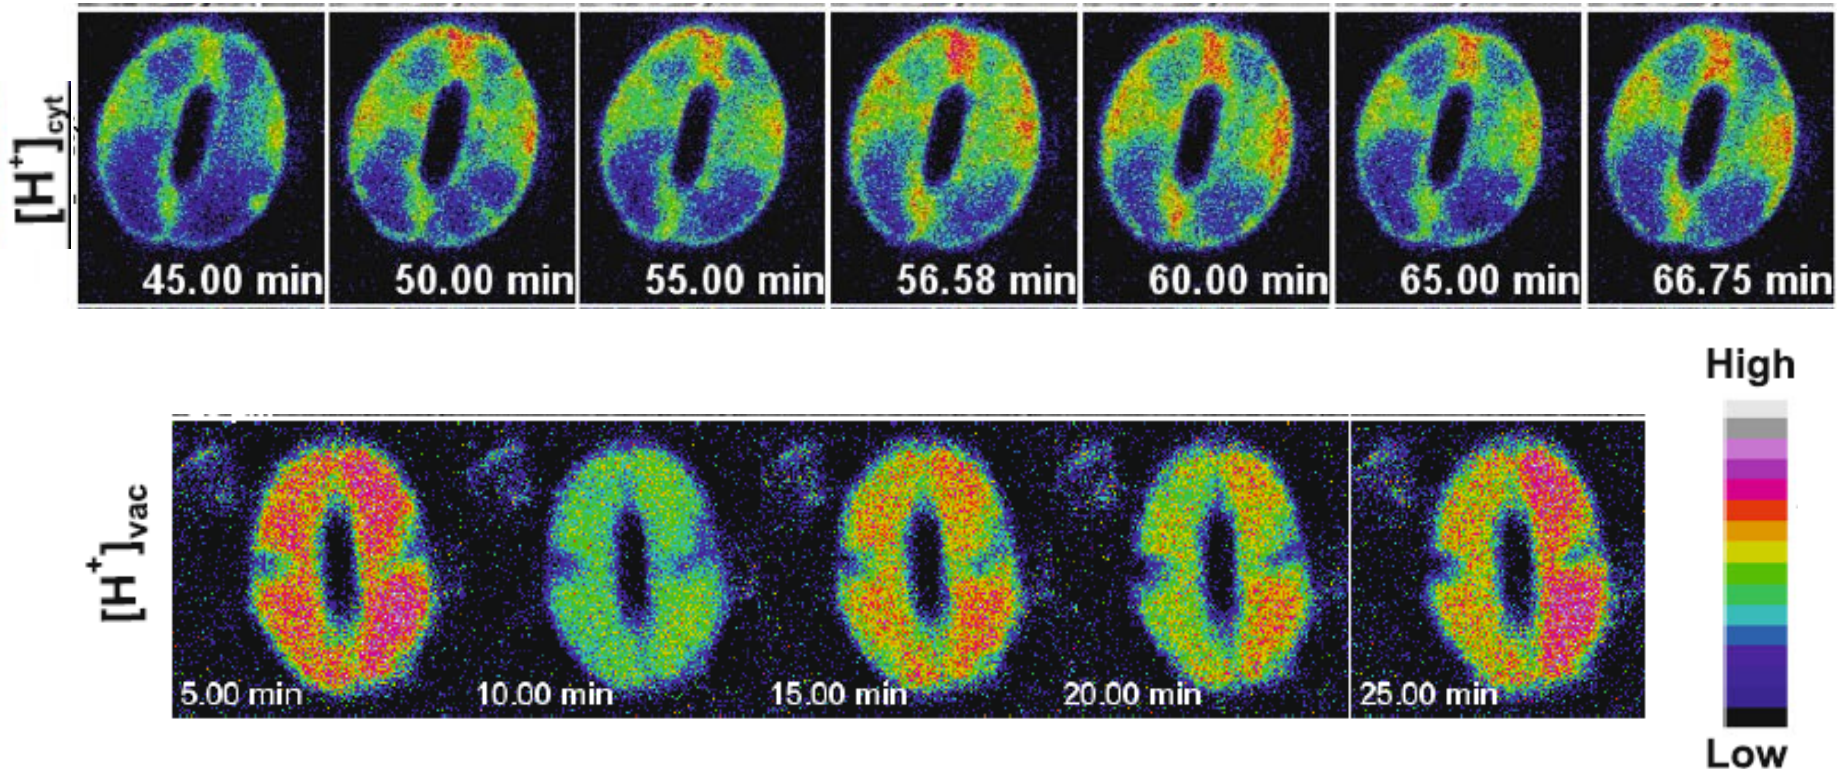 [H⁺]cyt
45.00 min
50.00 min
55.00 min
56.58 min
60.00 min
65.00 min
66.75 min
High
[H⁺]vac
5.00 min
10.00 min
15.00 min
20.00 min
25.00 min
Low